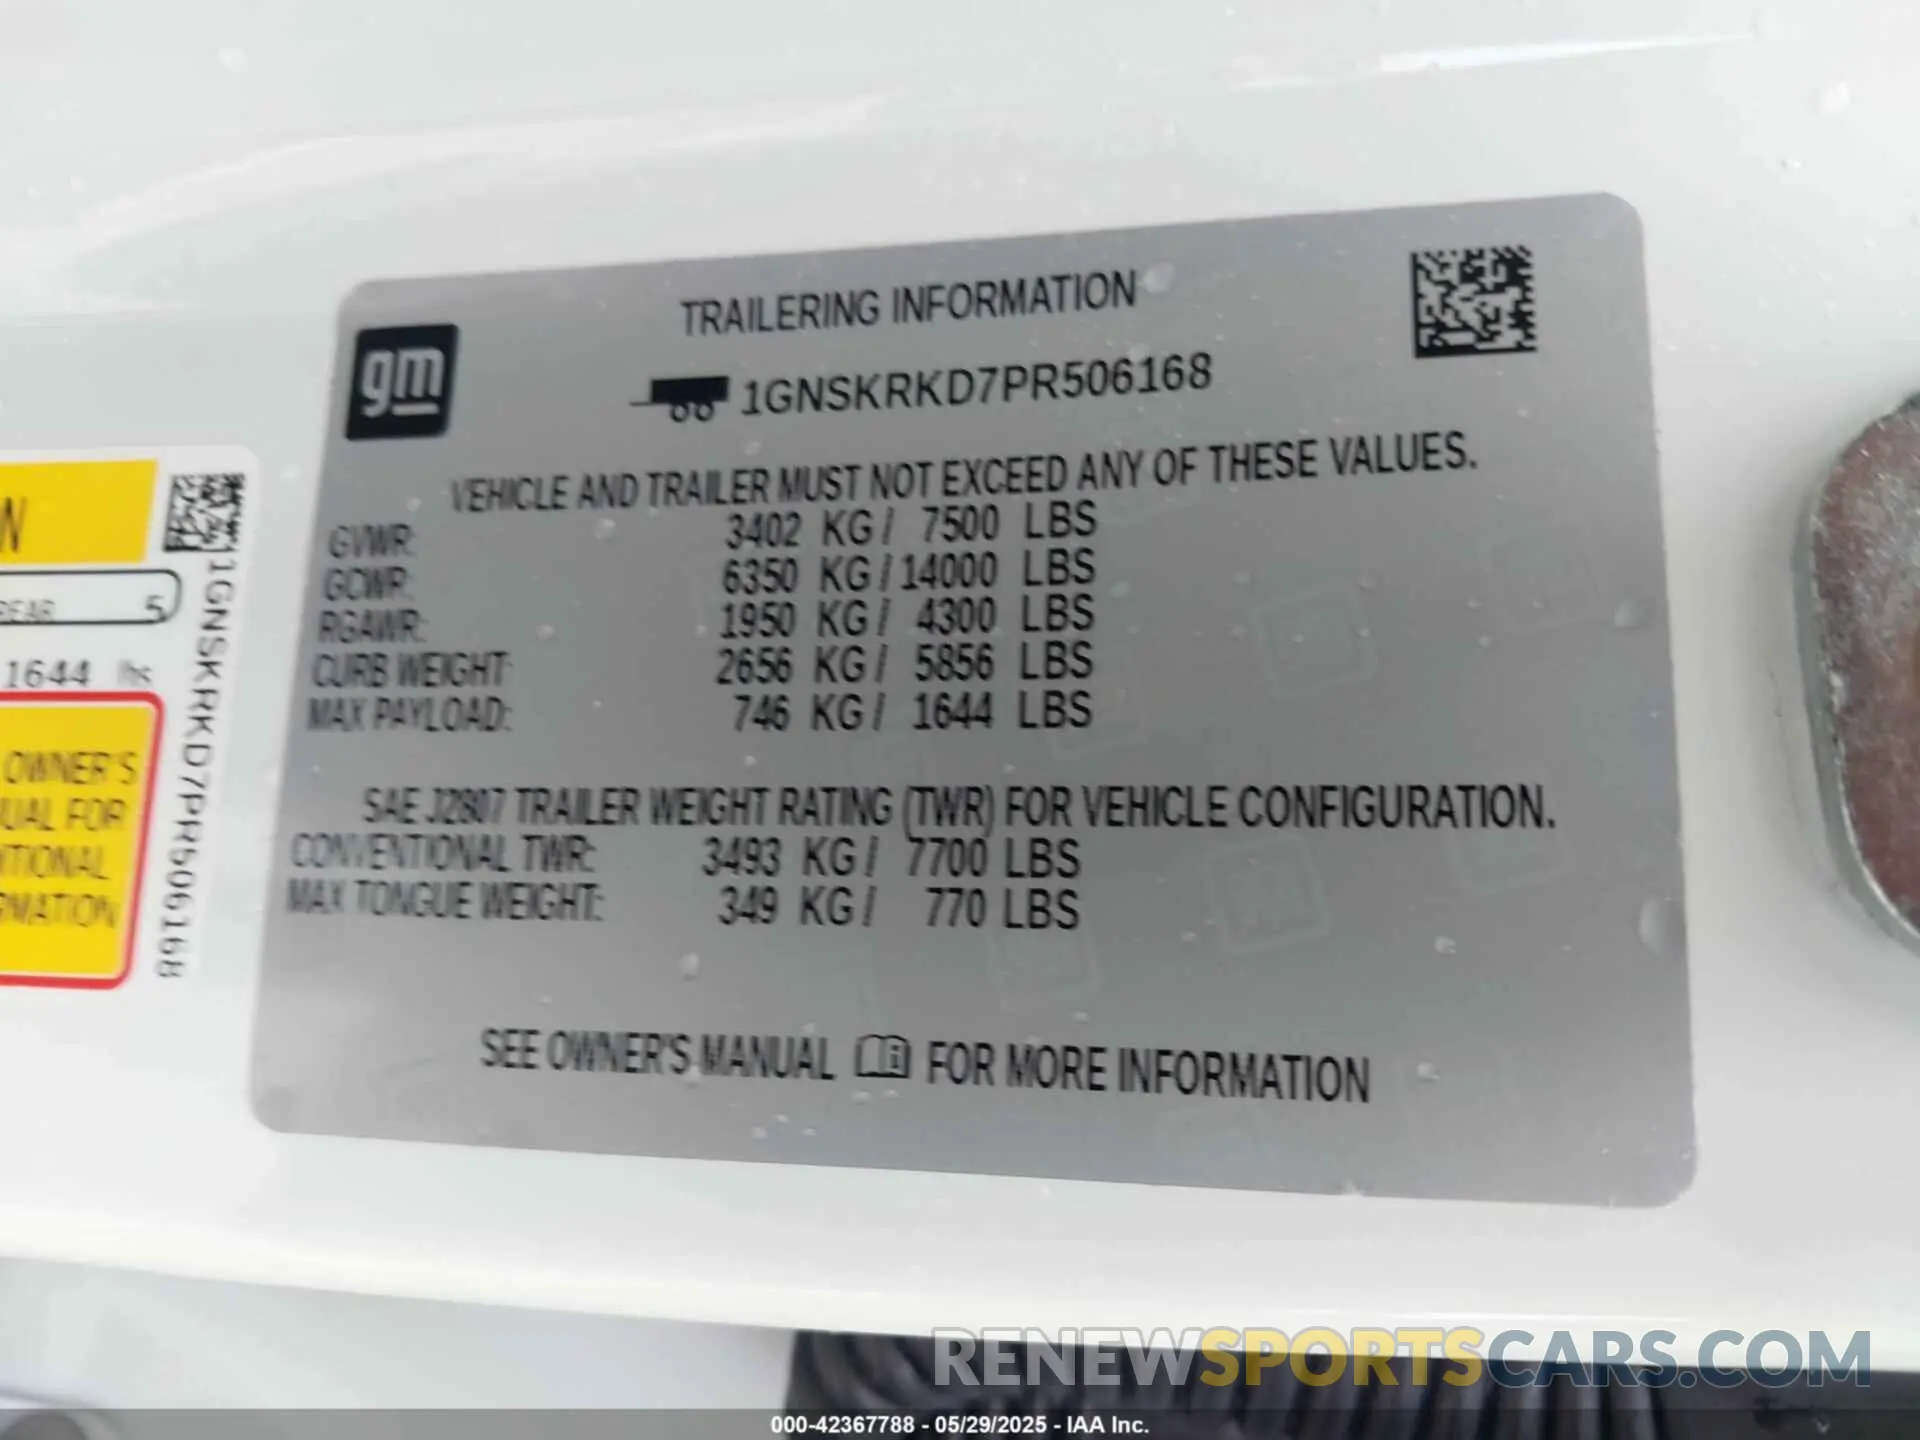 gm
TRAILERING INFORMATION
1GNSKRKD7PR506168
VEHICLE AND TRAILER MUST NOT EXCEED ANY OF THESE VALUES.
GVWR: 3402 KG / 7500 LBS
GCWR: 6350 KG / 14000 LBS
RGAWR: 1950 KG / 4300 LBS
CURB WEIGHT: 2656 KG / 5856 LBS
MAX PAYLOAD: 746 KG / 1644 LBS
SAE J2807 TRAILER WEIGHT RATING (TWR) FOR VEHICLE CONFIGURATION.
CONVENTIONAL TWR: 3493 KG / 7700 LBS
MAX TONGUE WEIGHT: 349 KG / 770 LBS
SEE OWNER'S MANUAL FOR MORE INFORMATION
N
REAR 5
1644 lbs
OWNER'S
UAL FOR
TIONAL
RMATION
1GNSKRKD7PR506168
RENEWSPORTSCARS.COM
000-42367788 - 05/29/2025 - IAA Inc.